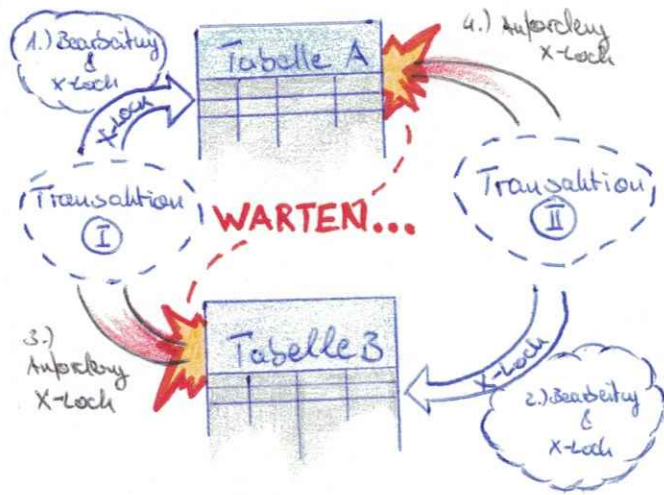 1.) Bearbeitung
&
X-Lock
X-Lock
Tabelle A
4.) Anforderung
X-Lock
Transaktion
I
WARTEN...
Transaktion
II
3.)
Anforderung
X-Lock
Tabelle B
X-Lock
2.) Bearbeitung
&
X-Lock